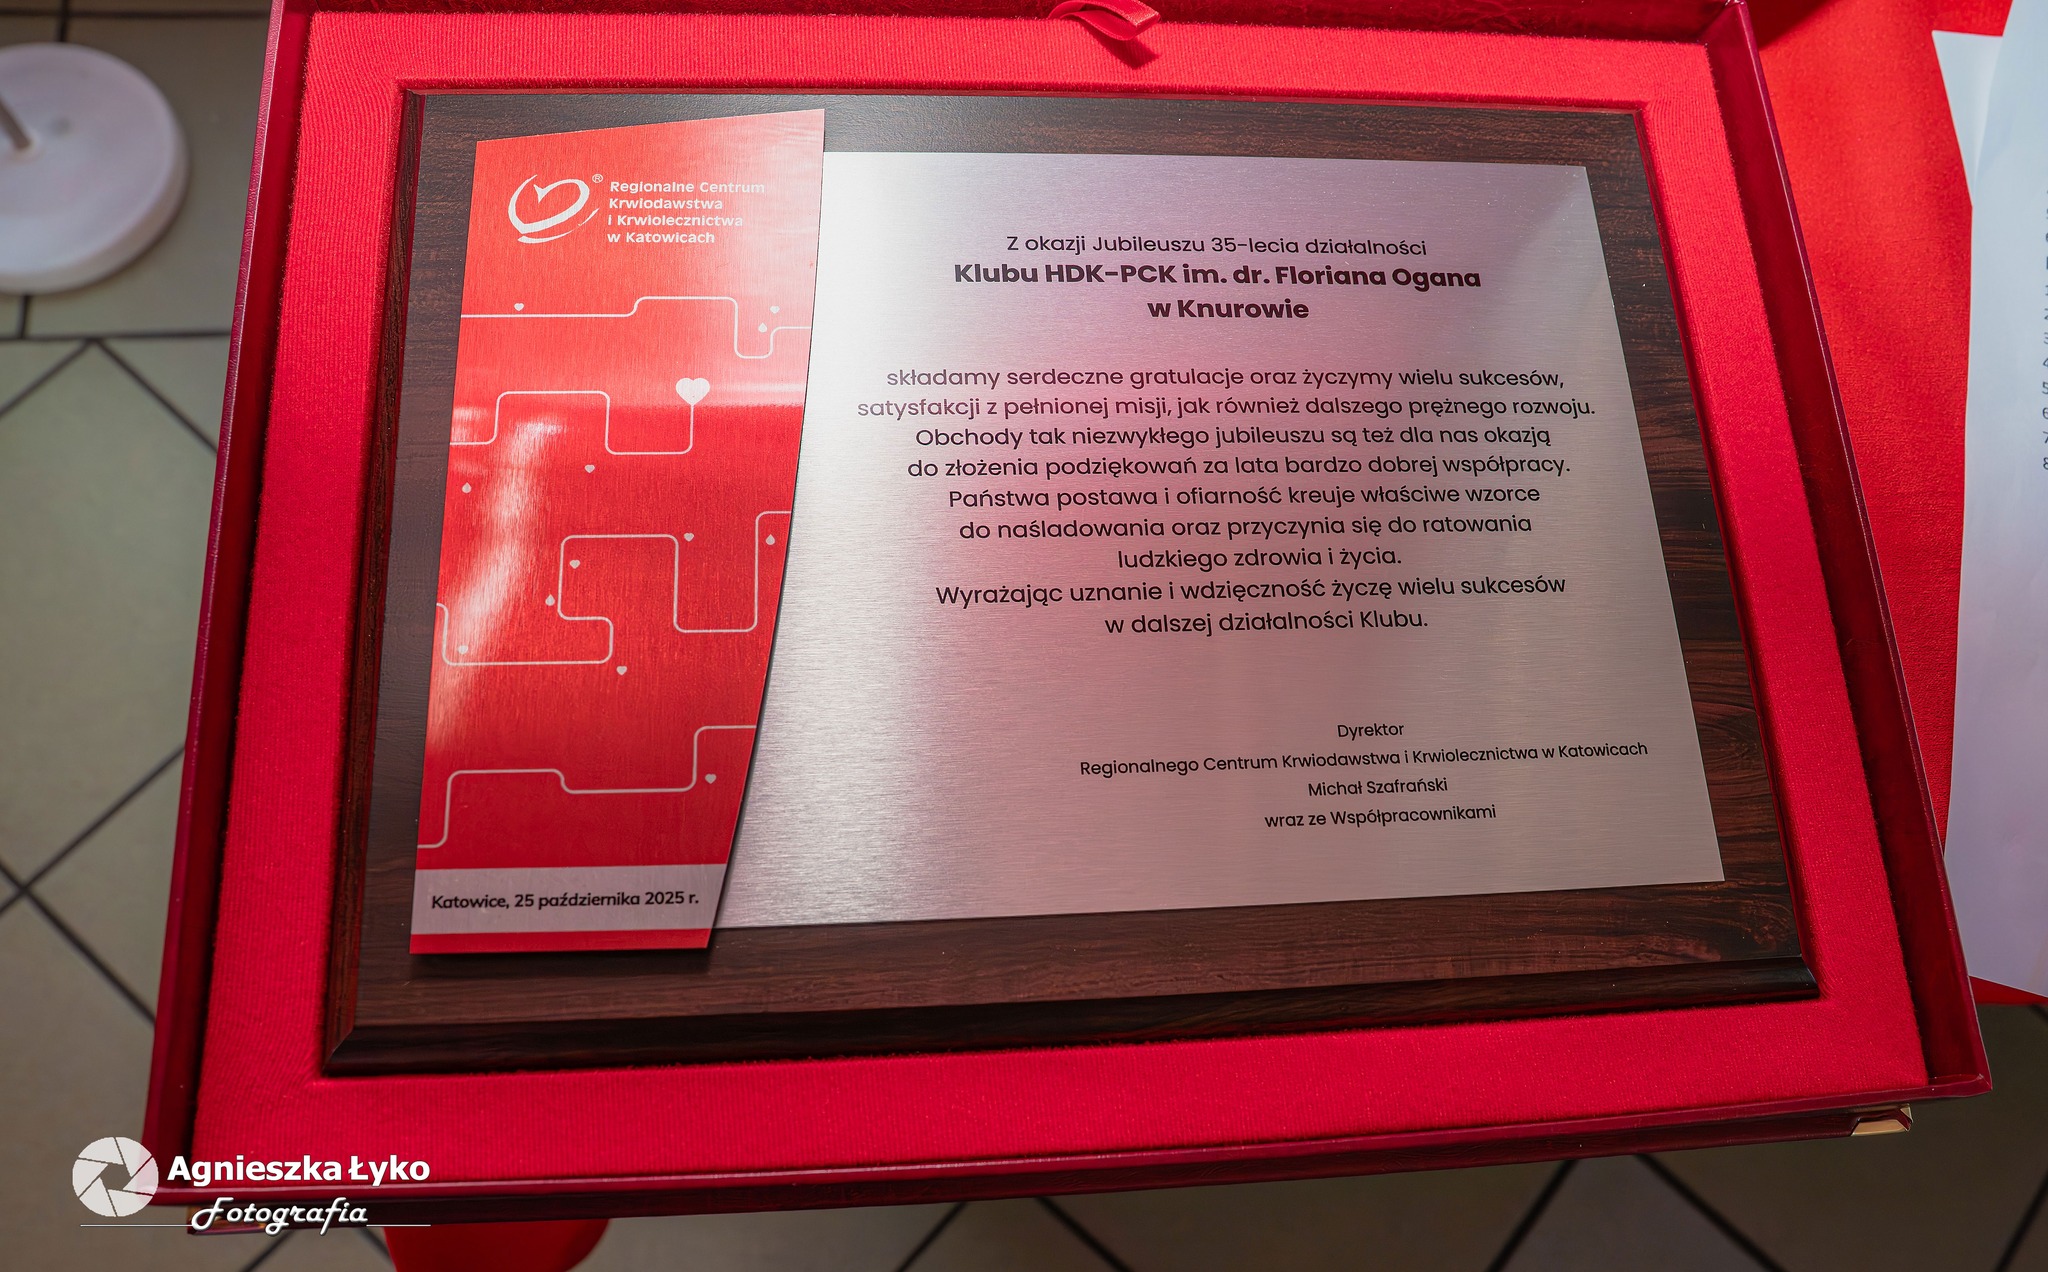 ® Regionalne Centrum
Krwiodawstwa
i Krwiolecznictwa
w Katowicach
Z okazji Jubileuszu 35-lecia działalności
Klubu HDK-PCK im. dr. Floriana Ogana
w Knurowie
składamy serdeczne gratulacje oraz życzymy wielu sukcesów,
satysfakcji z pełnionej misji, jak również dalszego prężnego rozwoju.
Obchody tak niezwykłego jubileuszu są też dla nas okazją
do złożenia podziękowań za lata bardzo dobrej współpracy.
Państwa postawa i ofiarność kreuje właściwe wzorce
do naśladowania oraz przyczynia się do ratowania
ludzkiego zdrowia i życia.
Wyrażając uznanie i wdzięczność życzę wielu sukcesów
w dalszej działalności Klubu.
Dyrektor
Regionalnego Centrum Krwiodawstwa i Krwiolecznictwa w Katowicach
Michał Szafrański
wraz ze Współpracownikami
Katowice, 25 października 2025 r.
Agnieszka Łyko
Fotografia